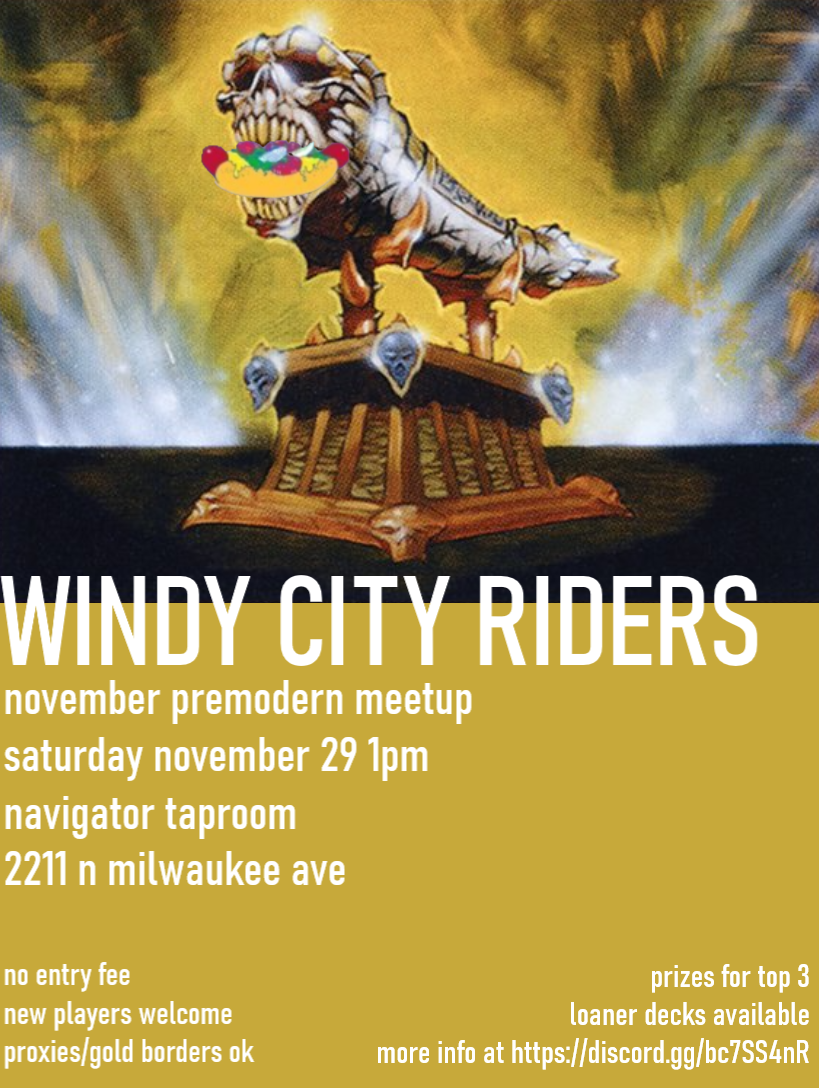 WINDY CITY RIDERS
november premodern meetup
saturday november 29 1pm
navigator taproom
2211 n milwaukee ave
no entry fee
new players welcome
proxies/gold borders ok
prizes for top 3
loaner decks available
more info at https://discord.gg/bc7SS4nR